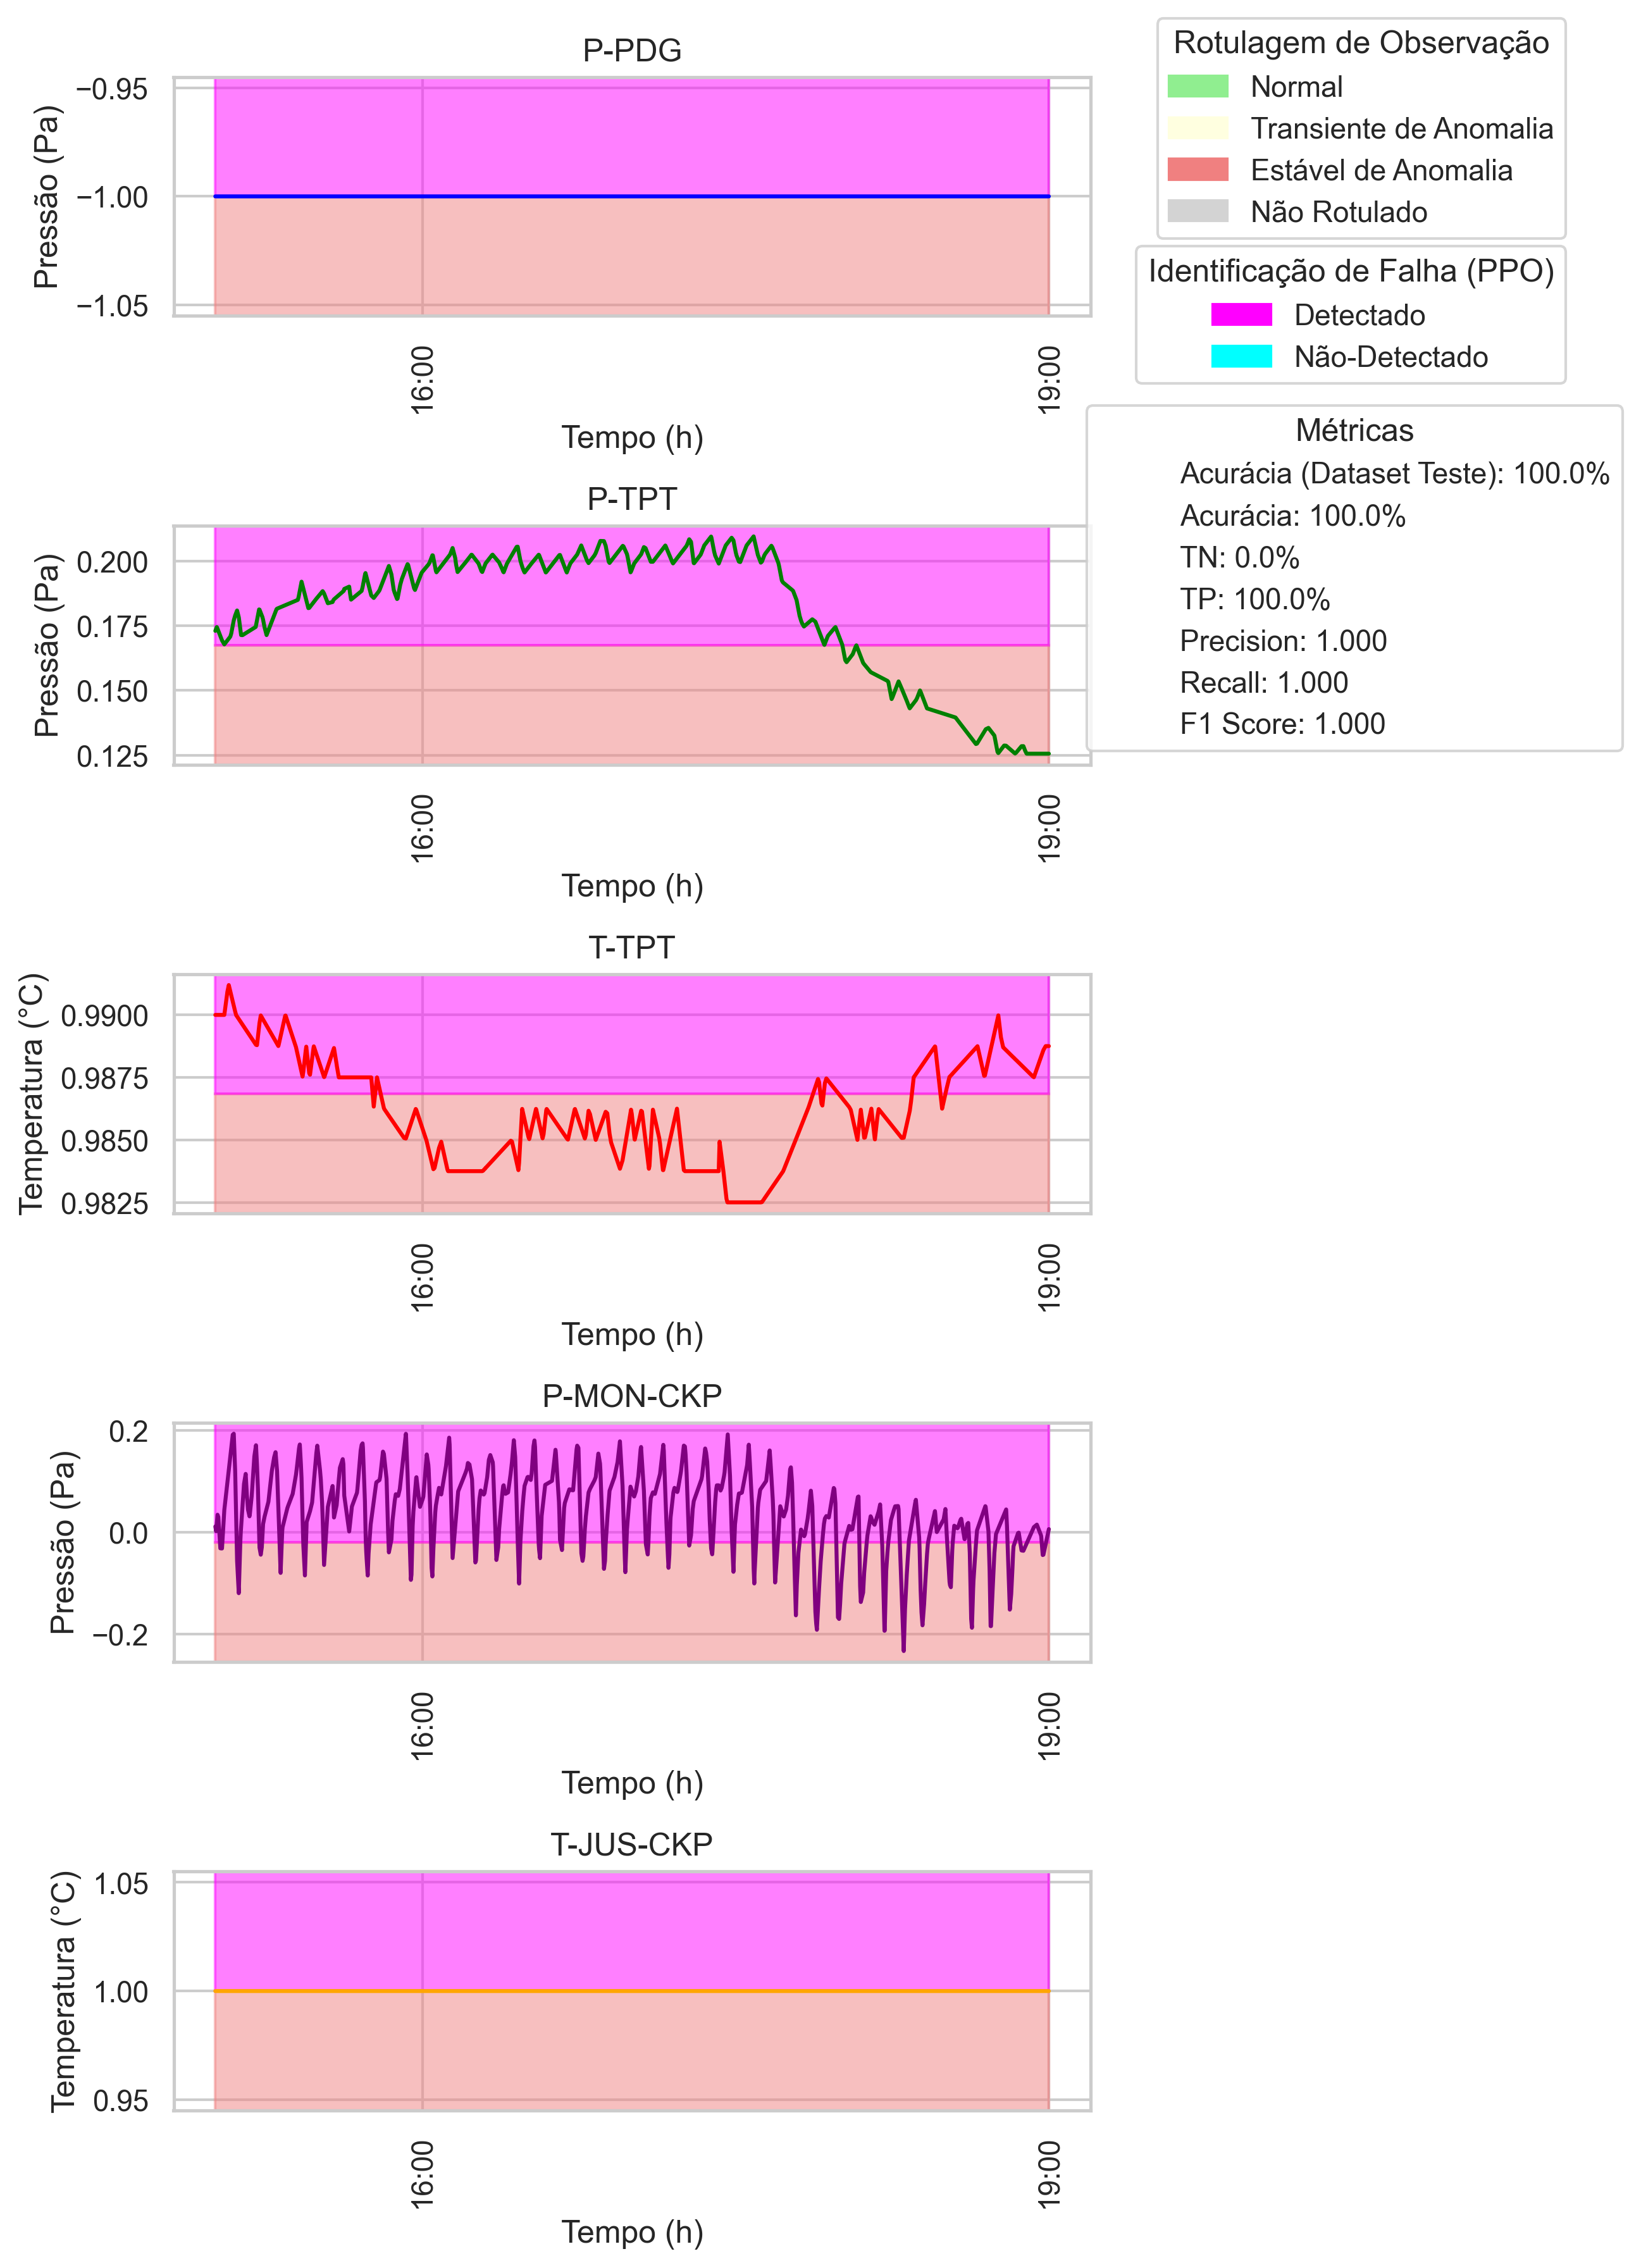 P-PDG
Pressão (Pa)
−0.95
−1.00
−1.05
16:00
19:00
Tempo (h)
Rotulagem de Observação
Normal
Transiente de Anomalia
Estável de Anomalia
Não Rotulado
Identificação de Falha (PPO)
Detectado
Não-Detectado
Métricas
Acurácia (Dataset Teste): 100.0%
Acurácia: 100.0%
TN: 0.0%
TP: 100.0%
Precision: 1.000
Recall: 1.000
F1 Score: 1.000
P-TPT
Pressão (Pa)
0.200
0.175
0.150
0.125
16:00
19:00
Tempo (h)
T-TPT
Temperatura (°C)
0.9900
0.9875
0.9850
0.9825
16:00
19:00
Tempo (h)
P-MON-CKP
Pressão (Pa)
0.2
0.0
−0.2
16:00
19:00
Tempo (h)
T-JUS-CKP
Temperatura (°C)
1.05
1.00
0.95
16:00
19:00
Tempo (h)